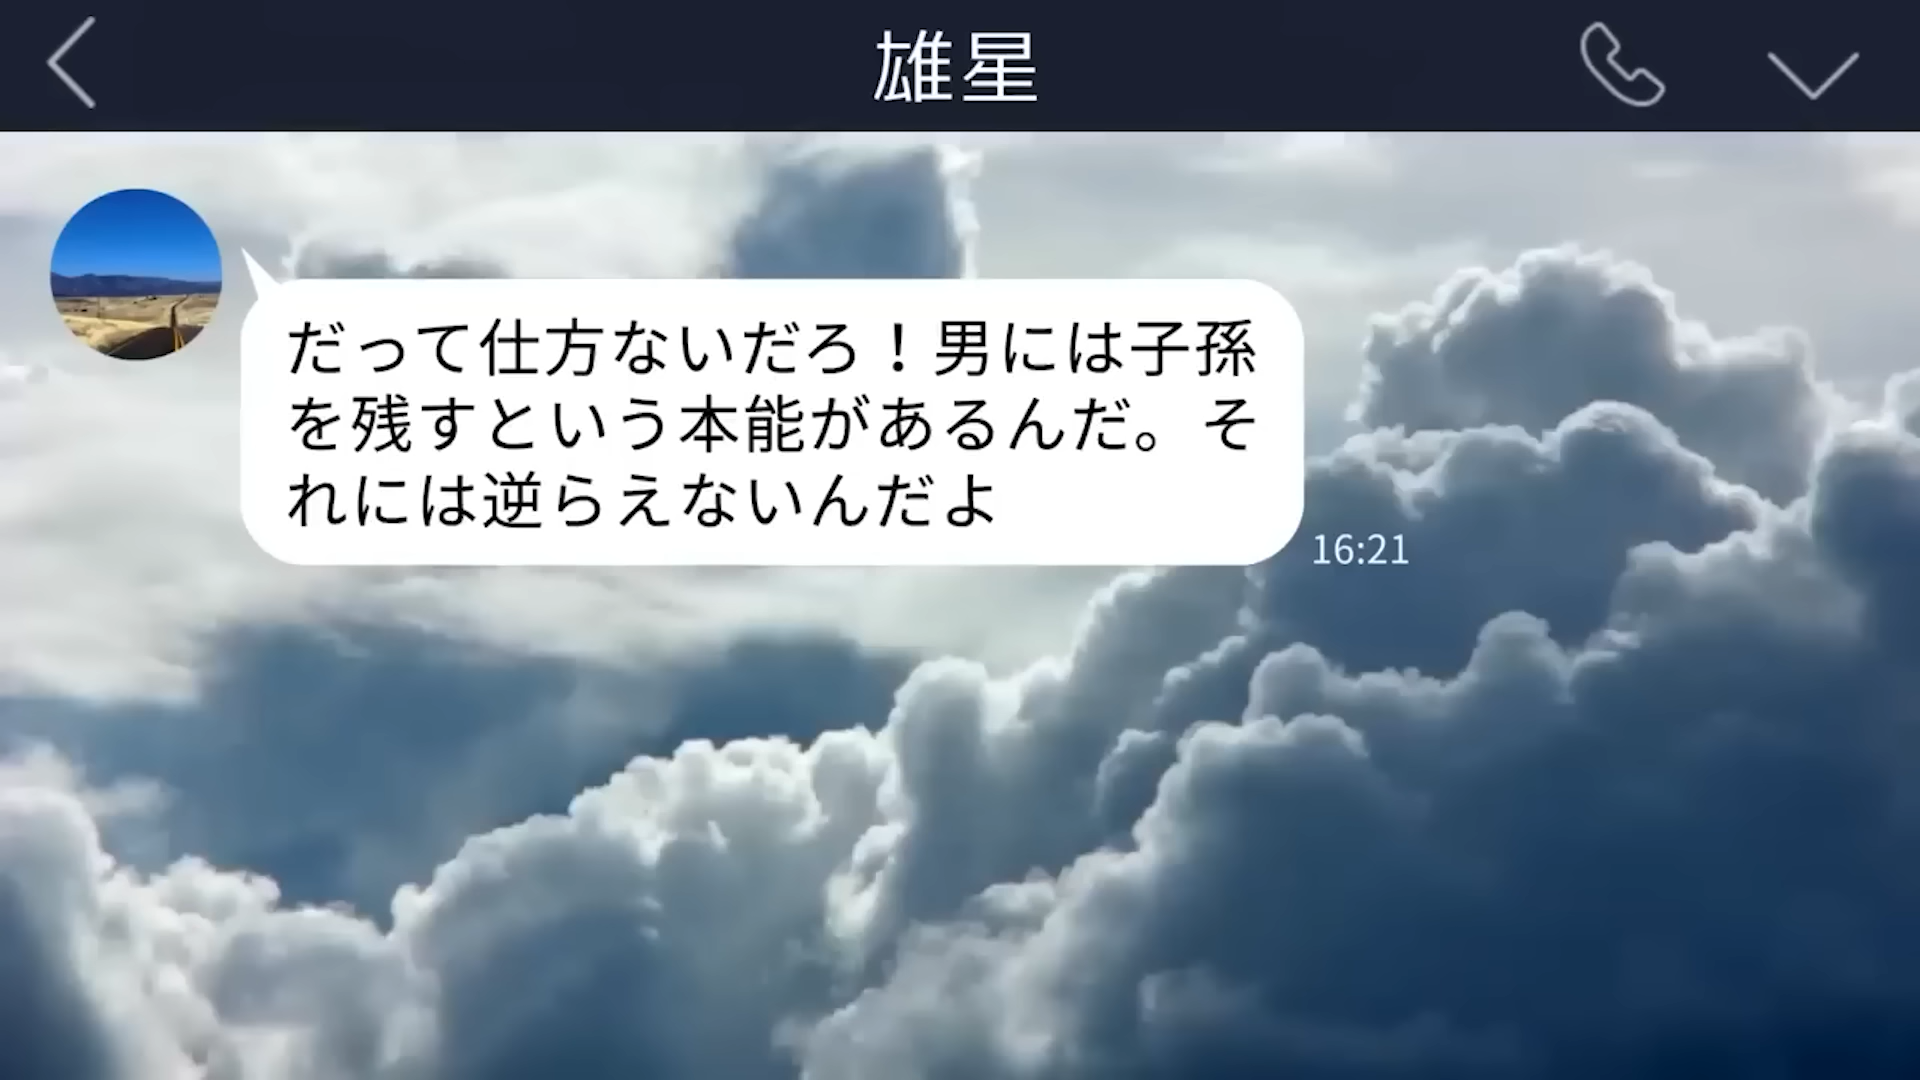 雄星
だって仕方ないだろ！男には子孫
を残すという本能があるんだ。そ
れには逆らえないんだよ
16:21